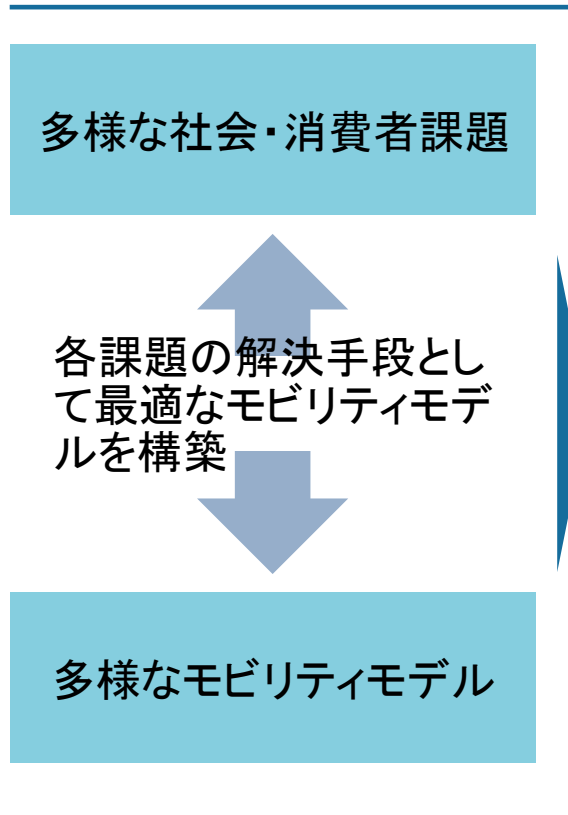 多様な社会・消費者課題
各課題の解決手段とし
て最適なモビリティモデ
ルを構築
多様なモビリティモデル